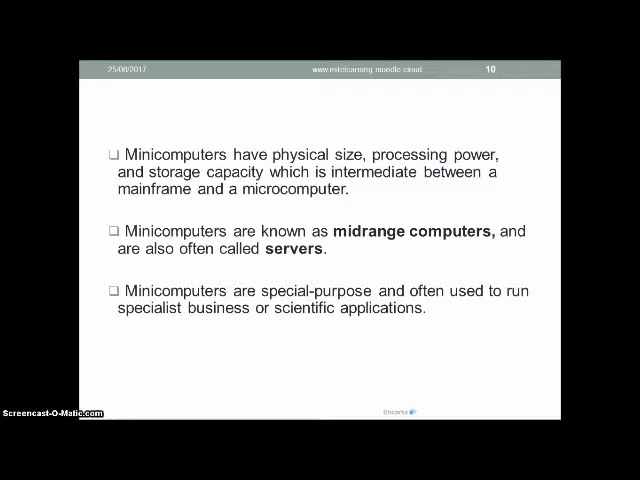 25/08/2017 www.mitelearning.moodle.cloud 10
❑ Minicomputers have physical size, processing power,
and storage capacity which is intermediate between a
mainframe and a microcomputer.
❑ Minicomputers are known as midrange computers, and
are also often called servers.
❑ Minicomputers are special-purpose and often used to run
specialist business or scientific applications.
Encarta
Screencast-O-Matic.com